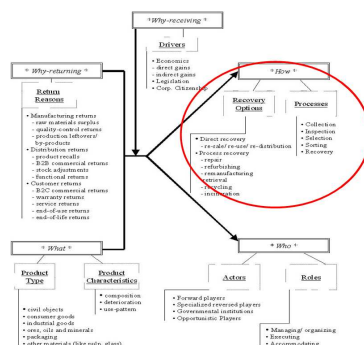 * Why-receiving *
Drivers
• Economics
- direct gains
- indirect gains
• Legislation
• Corp. Citizenship
* Why-returning *
Return
Reasons
• Manufacturing returns
- raw materials surplus
- quality-control returns
- production leftovers/
by-products
• Distribution returns
- product recalls
- B2B commercial returns
- stock adjustments
- functional returns
• Customer returns
- B2C commercial returns
- warranty returns
- service returns
- end-of-use returns
- end-of-life returns
* How *
Recovery
Options
• Direct recovery
- re-sale/ re-use/ re-distribution
• Process recovery
- repair
- refurbishing
- remanufacturing
- retrieval
- recycling
- incineration
Processes
• Collection
• Inspection
• Selection
• Sorting
• Recovery
* What *
Product
Type
• civil objects
• consumer goods
• industrial goods
• ores, oils and minerals
• packaging
• other materials (like pulp, glass)
Product
Characteristics
• composition
• deterioration
• use-pattern
* Who *
Actors
• Forward players
• Specialized reversed players
• Governmental institutions
• Opportunistic Players
Roles
• Managing/ organizing
• Executing
• Accommodating